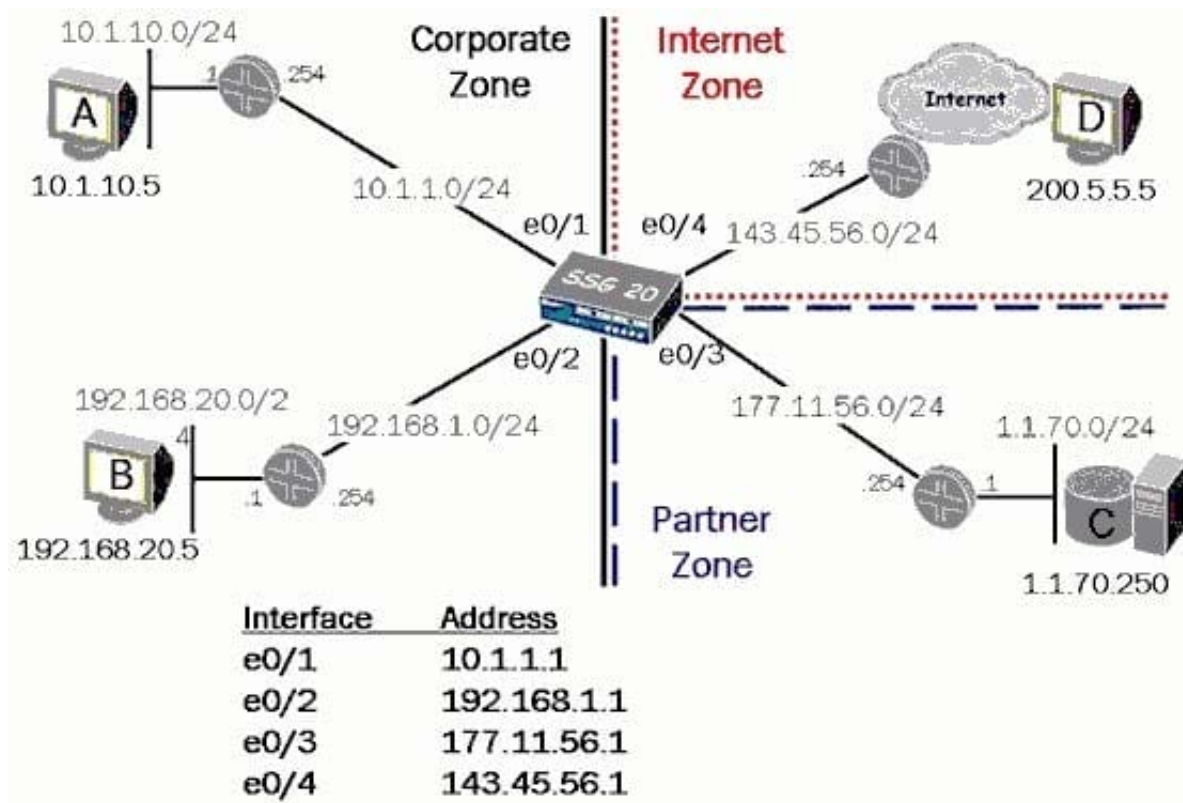 10.1.10.0/24
Corporate
Zone
Internet
Zone
.1
.254
A
10.1.10.5
Internet
D
.254
200.5.5.5
10.1.1.0/24
e0/1
e0/4
143.45.56.0/24
SSG 20
e0/2
e0/3
192.168.20.0/2
4
192.168.1.0/24
177.11.56.0/24
1.1.70.0/24
B
.1
.254
192.168.20.5
.254
.1
C
Partner
Zone
1.1.70.250
Interface Address
e0/1 10.1.1.1
e0/2 192.168.1.1
e0/3 177.11.56.1
e0/4 143.45.56.1